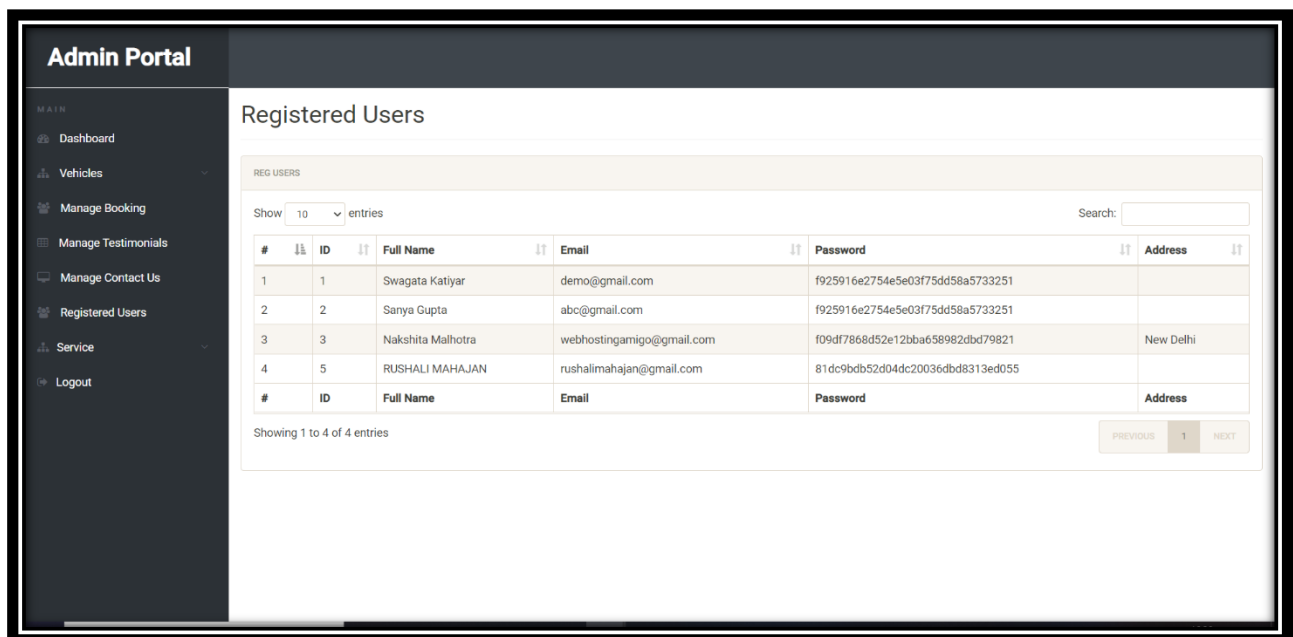 Admin Portal
MAIN
Dashboard
Vehicles
Manage Booking
Manage Testimonials
Manage Contact Us
Registered Users
Service
Logout
Registered Users
REG USERS
Show 10 entries Search:
# ID Full Name Email Password Address
1 1 Swagata Katiyar demo@gmail.com f925916e2754e5e03f75dd58a5733251
2 2 Sanya Gupta abc@gmail.com f925916e2754e5e03f75dd58a5733251
3 3 Nakshita Malhotra webhostingamigo@gmail.com f09df7868d52e12bba658982dbd79821 New Delhi
4 5 RUSHALI MAHAJAN rushalimahajan@gmail.com 81dc9bdb52d04dc20036dbd8313ed055
# ID Full Name Email Password Address
Showing 1 to 4 of 4 entries
PREVIOUS 1 NEXT